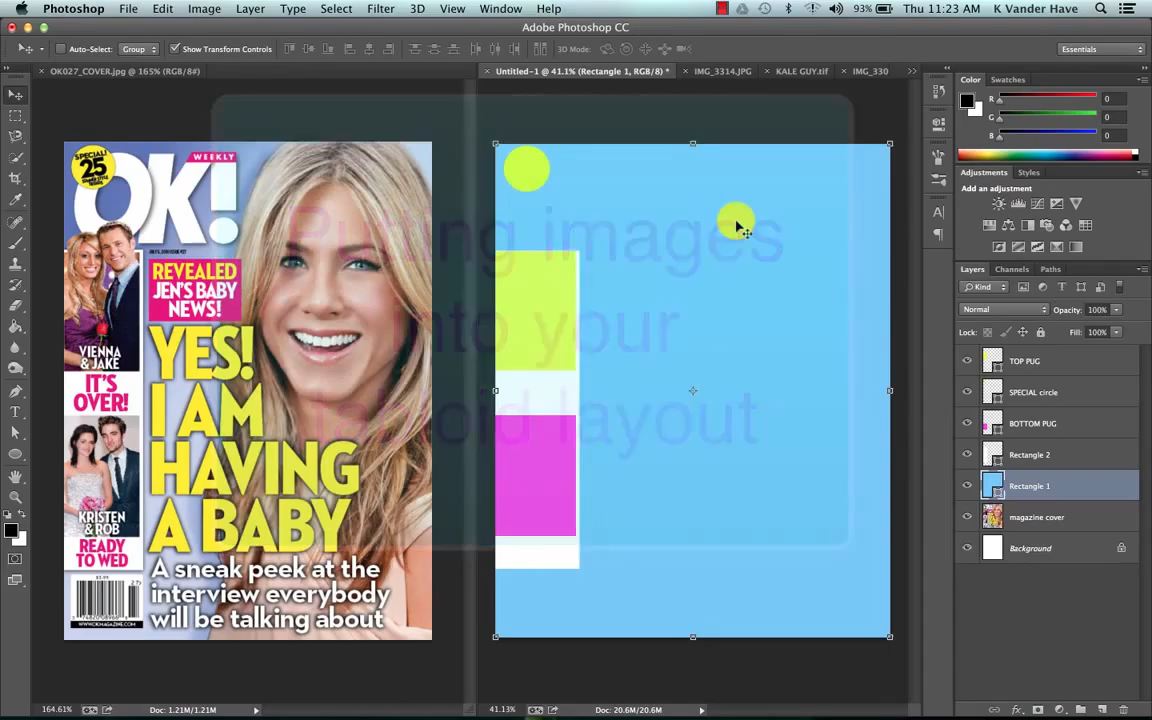 Photoshop File Edit Image Layer Type Select Filter 3D View Window Help 93% Thu 11:23 AM K Vander Have
Adobe Photoshop CC
Auto-Select: Group Show Transform Controls 3D Mode: Essentials
OK027_COVER.jpg @ 165% (RGB/8#) × Untitled-1 @ 41.1% (Rectangle 1, RGB/8) * × IMG_3314.JPG × KALE GUY.tif × IMG_330
Color Swatches
R 0
G 0
B 0
Adjustments Styles
Add an adjustment
Layers Channels Paths
Kind
Normal Opacity: 100%
Lock: Fill: 100%
TOP PUG
SPECIAL circle
BOTTOM PUG
Rectangle 2
Rectangle 1
magazine cover
Background
Putting images
into your
tabloid layout
SPECIAL!
25
WEEKLY
OK!
REVEALED
JEN'S BABY
NEWS!
VIENNA
& JAKE
IT'S
OVER!
KRISTEN
& ROB
READY
TO WED
YES!
I AM
HAVING
A BABY
A sneak peek at the
interview everybody
will be talking about
164.61% Doc: 1.21M/1.21M 41.13% Doc: 20.6M/20.6M